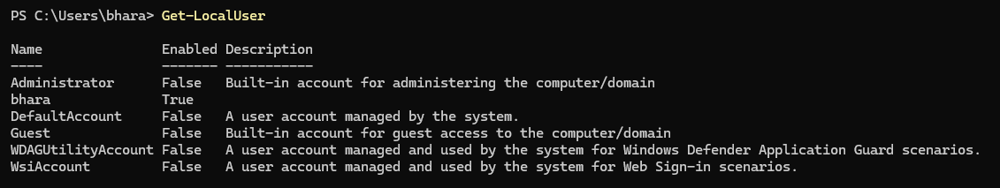 PS C:\Users\bhara> Get-LocalUser
Name Enabled Description
---- ------- -----------
Administrator False Built-in account for administering the computer/domain
bhara True
DefaultAccount False A user account managed by the system.
Guest False Built-in account for guest access to the computer/domain
WDAGUtilityAccount False A user account managed and used by the system for Windows Defender Application Guard scenarios.
WsiAccount False A user account managed and used by the system for Web Sign-in scenarios.